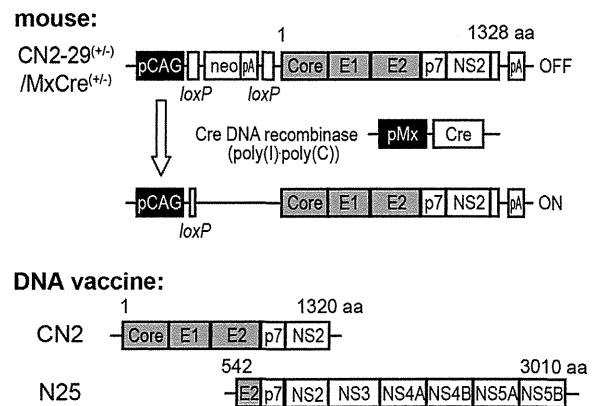 mouse:
CN2-29(+/-)
/MxCre(+/-)
1 1328 aa
pCAG neo pA Core E1 E2 p7 NS2 pA OFF
loxP loxP
Cre DNA recombinase
(poly(I)·poly(C))
pMx Cre
pCAG Core E1 E2 p7 NS2 pA ON
loxP
DNA vaccine:
1 1320 aa
CN2 Core E1 E2 p7 NS2
542 3010 aa
N25 E2 p7 NS2 NS3 NS4A NS4B NS5A NS5B